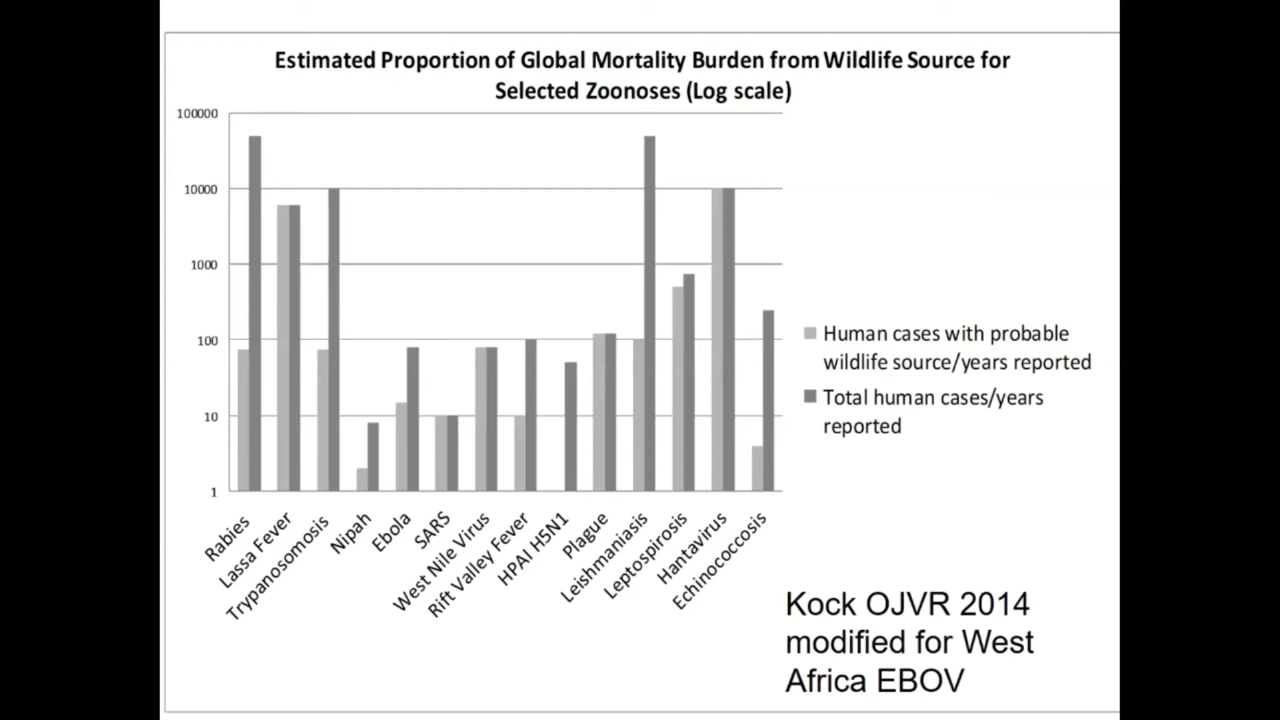 Estimated Proportion of Global Mortality Burden from Wildlife Source for
Selected Zoonoses (Log scale)
100000
10000
1000
100
10
1
Rabies
Lassa Fever
Trypanosomosis
Nipah
Ebola
SARS
West Nile Virus
Rift Valley Fever
HPAI H5N1
Plague
Leishmaniasis
Leptospirosis
Hantavirus
Echinococcosis
Human cases with probable
wildlife source/years reported
Total human cases/years
reported
Kock OJVR 2014
modified for West
Africa EBOV